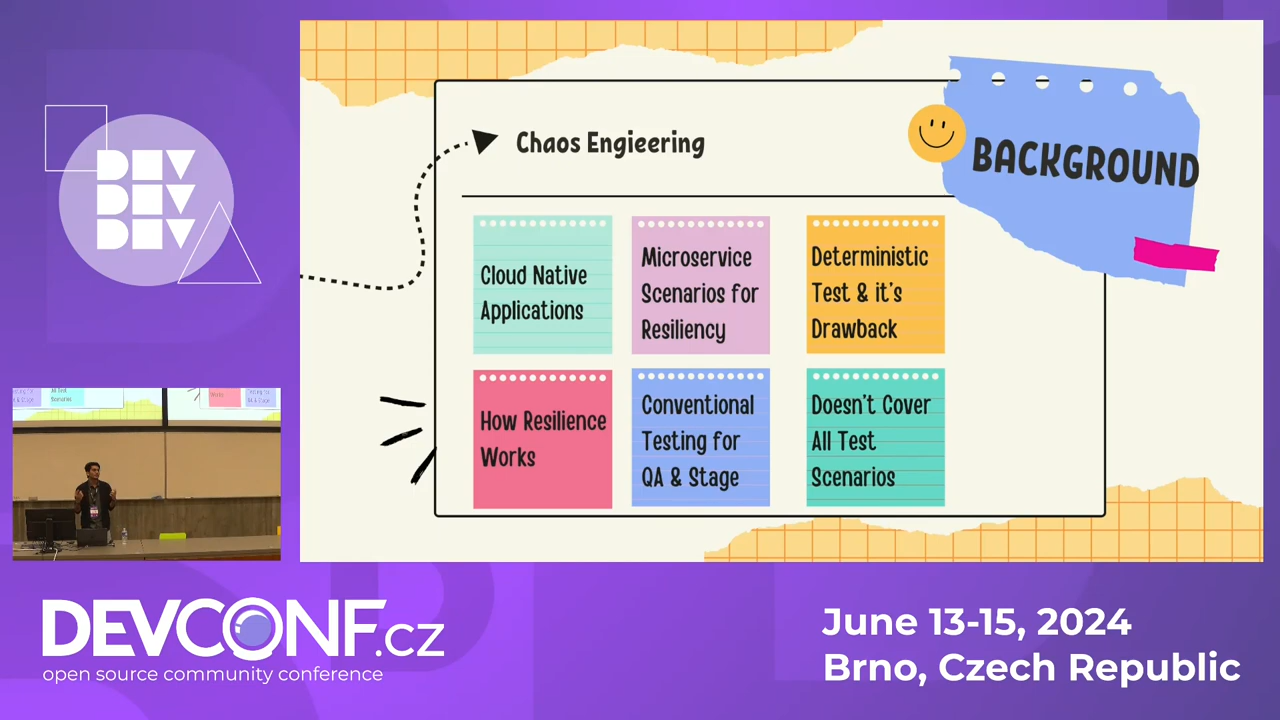 DEV
DEV
DEV
Chaos Engieering
BACKGROUND
Cloud Native
Applications
Microservice
Scenarios for
Resiliency
Deterministic
Test & it's
Drawback
How Resilience
Works
Conventional
Testing for
QA & Stage
Doesn't Cover
All Test
Scenarios
DEVCONF.cz
open source community conference
June 13-15, 2024
Brno, Czech Republic